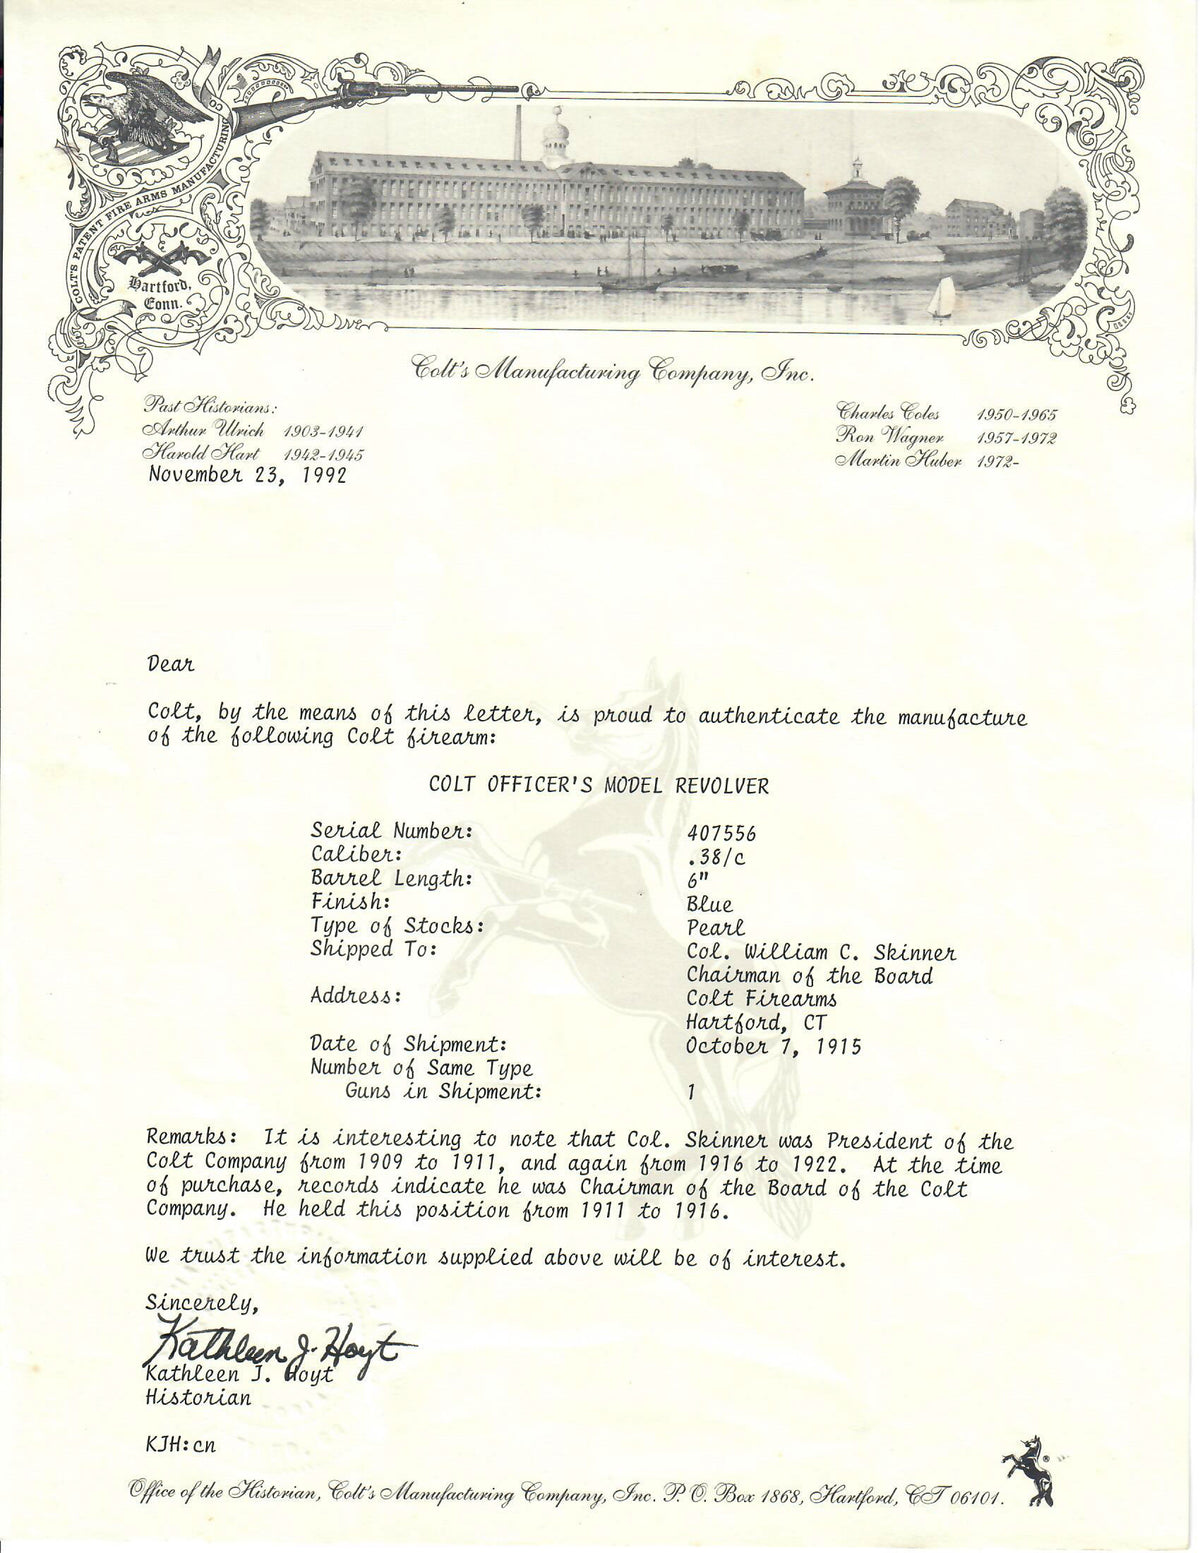 COLT'S PATENT FIRE ARMS MANUFACTURING
Hartford,
Conn.
Colt's Manufacturing Company, Inc.
Past Historians:
Arthur Ulrich 1903-1941
Harold Hart 1942-1945
Charles Coles 1950-1965
Ron Wagner 1957-1972
Martin Huber 1972-
November 23, 1992
Dear
Colt, by the means of this letter, is proud to authenticate the manufacture
of the following Colt firearm:
COLT OFFICER'S MODEL REVOLVER
Serial Number: 407556
Caliber: .38/c
Barrel Length: 6"
Finish: Blue
Type of Stocks: Pearl
Shipped To: Col. William C. Skinner
Chairman of the Board
Address: Colt Firearms
Hartford, CT
Date of Shipment: October 7, 1915
Number of Same Type
Guns in Shipment: 1
Remarks: It is interesting to note that Col. Skinner was President of the
Colt Company from 1909 to 1911, and again from 1916 to 1922. At the time
of purchase, records indicate he was Chairman of the Board of the Colt
Company. He held this position from 1911 to 1916.
We trust the information supplied above will be of interest.
Sincerely,
Kathleen J. Hoyt
Kathleen J. Hoyt
Historian
KJH:cn
Office of the Historian, Colt's Manufacturing Company, Inc. P. O. Box 1868, Hartford, CT 06101.
®